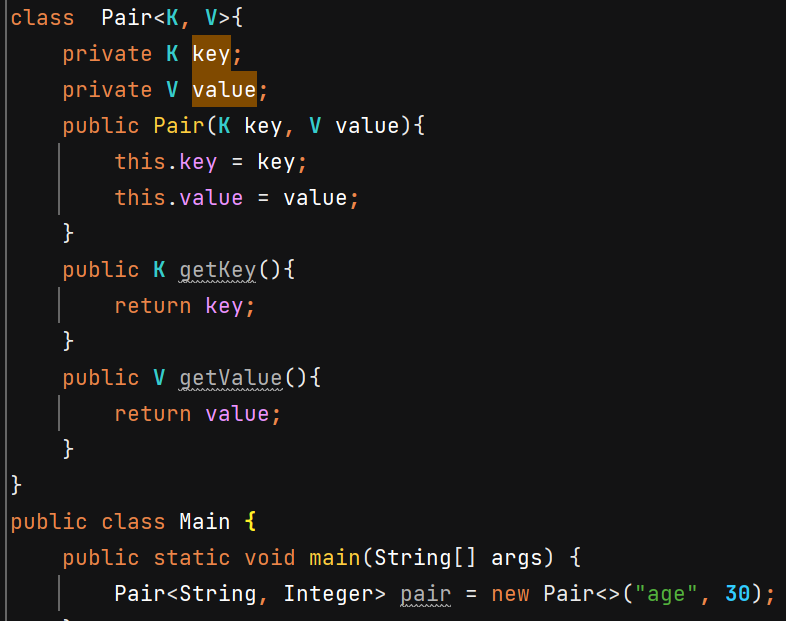 class  Pair<K, V>{
    private K key;
    private V value;
    public Pair(K key, V value){
        this.key = key;
        this.value = value;
    }
    public K getKey(){
        return key;
    }
    public V getValue(){
        return value;
    }
}
public class Main {
    public static void main(String[] args) {
        Pair<String, Integer> pair = new Pair<>("age", 30);